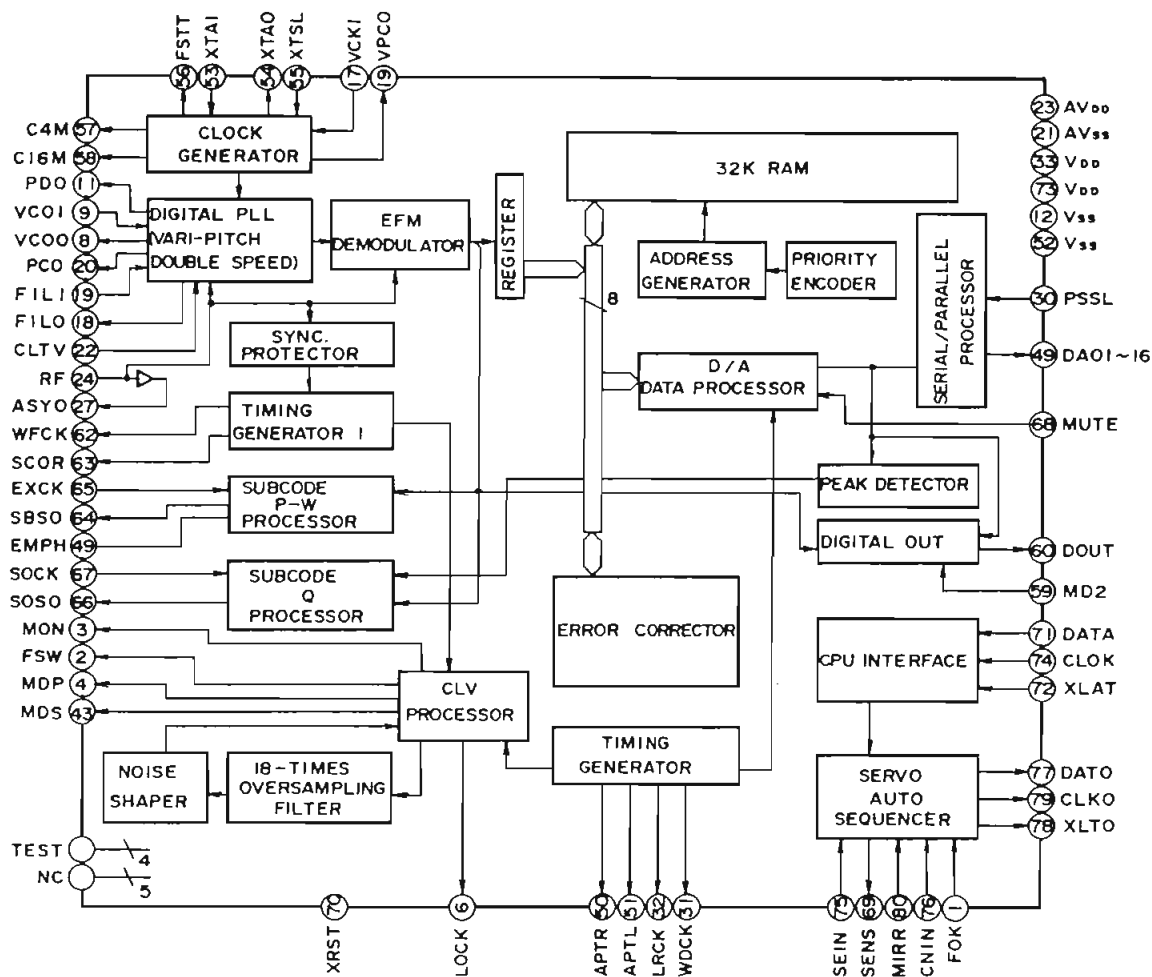 FSTT
XTAI
XTAO
XTSL
VCKI
VPCO
56
53
54
55
17
19
C4M 57
C16M 58
PDO 11
VCOI 9
VCOO 8
PCO 20
FILI 19
FILO 18
CLTV 22
RF 24
ASYO 27
WFCK 62
SCOR 63
EXCK 65
SBSO 64
EMPH 49
SOCK 67
SOSO 66
MON 3
FSW 2
MDP 4
MDS 43
TEST 4
NC 5
CLOCK
GENERATOR
DIGITAL PLL
(VARI-PITCH
DOUBLE SPEED)
EFM
DEMODULATOR
REGISTER
SYNC.
PROTECTOR
TIMING
GENERATOR 1
SUBCODE
P-W
PROCESSOR
SUBCODE
Q
PROCESSOR
CLV
PROCESSOR
NOISE
SHAPER
18-TIMES
OVERSAMPLING
FILTER
32K RAM
8
ADDRESS
GENERATOR
PRIORITY
ENCODER
D/A
DATA PROCESSOR
SERIAL/PARALLEL
PROCESSOR
PEAK DETECTOR
DIGITAL OUT
ERROR CORRECTOR
CPU INTERFACE
TIMING
GENERATOR
SERVO
AUTO
SEQUENCER
23 AVDD
21 AVSS
33 VDD
73 VDD
12 VSS
52 VSS
30 PSSL
49 DA01~16
68 MUTE
60 DOUT
59 MD2
71 DATA
74 CLOK
72 XLAT
77 DATO
79 CLKO
78 XLTO
70
6
50
51
32
31
75
69
80
76
1
XRST
LOCK
APTR
APTL
LRCK
WDCK
SEIN
SENS
MIRR
CNIN
FOK